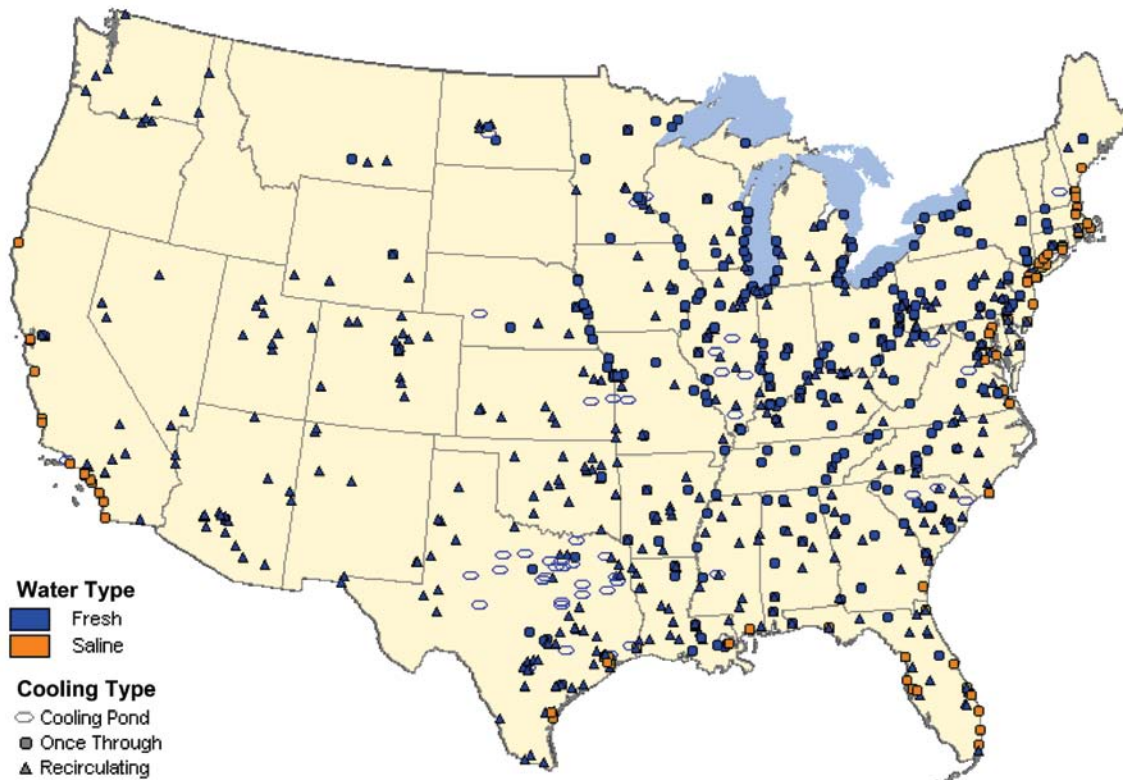 Water Type
Fresh
Saline
Cooling Type
Cooling Pond
Once Through
Recirculating